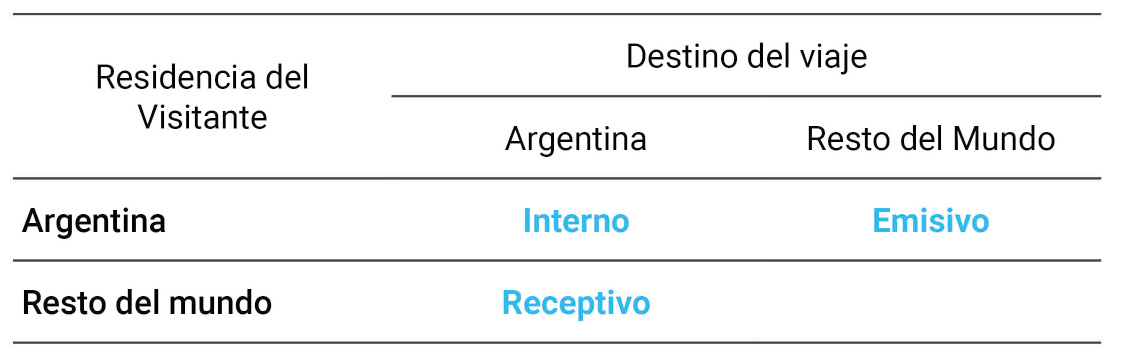 Residencia del
Visitante
Destino del viaje
Argentina
Resto del Mundo
Argentina
Interno
Emisivo
Resto del mundo
Receptivo